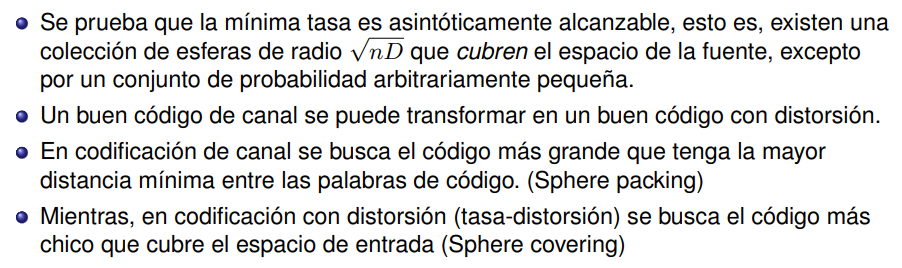 Se prueba que la mínima tasa es asintóticamente alcanzable, esto es, existen una
colección de esferas de radio √nD que cubren el espacio de la fuente, excepto
por un conjunto de probabilidad arbitrariamente pequeña.
Un buen código de canal se puede transformar en un buen código con distorsión.
En codificación de canal se busca el código más grande que tenga la mayor
distancia mínima entre las palabras de código. (Sphere packing)
Mientras, en codificación con distorsión (tasa-distorsión) se busca el código más
chico que cubre el espacio de entrada (Sphere covering)